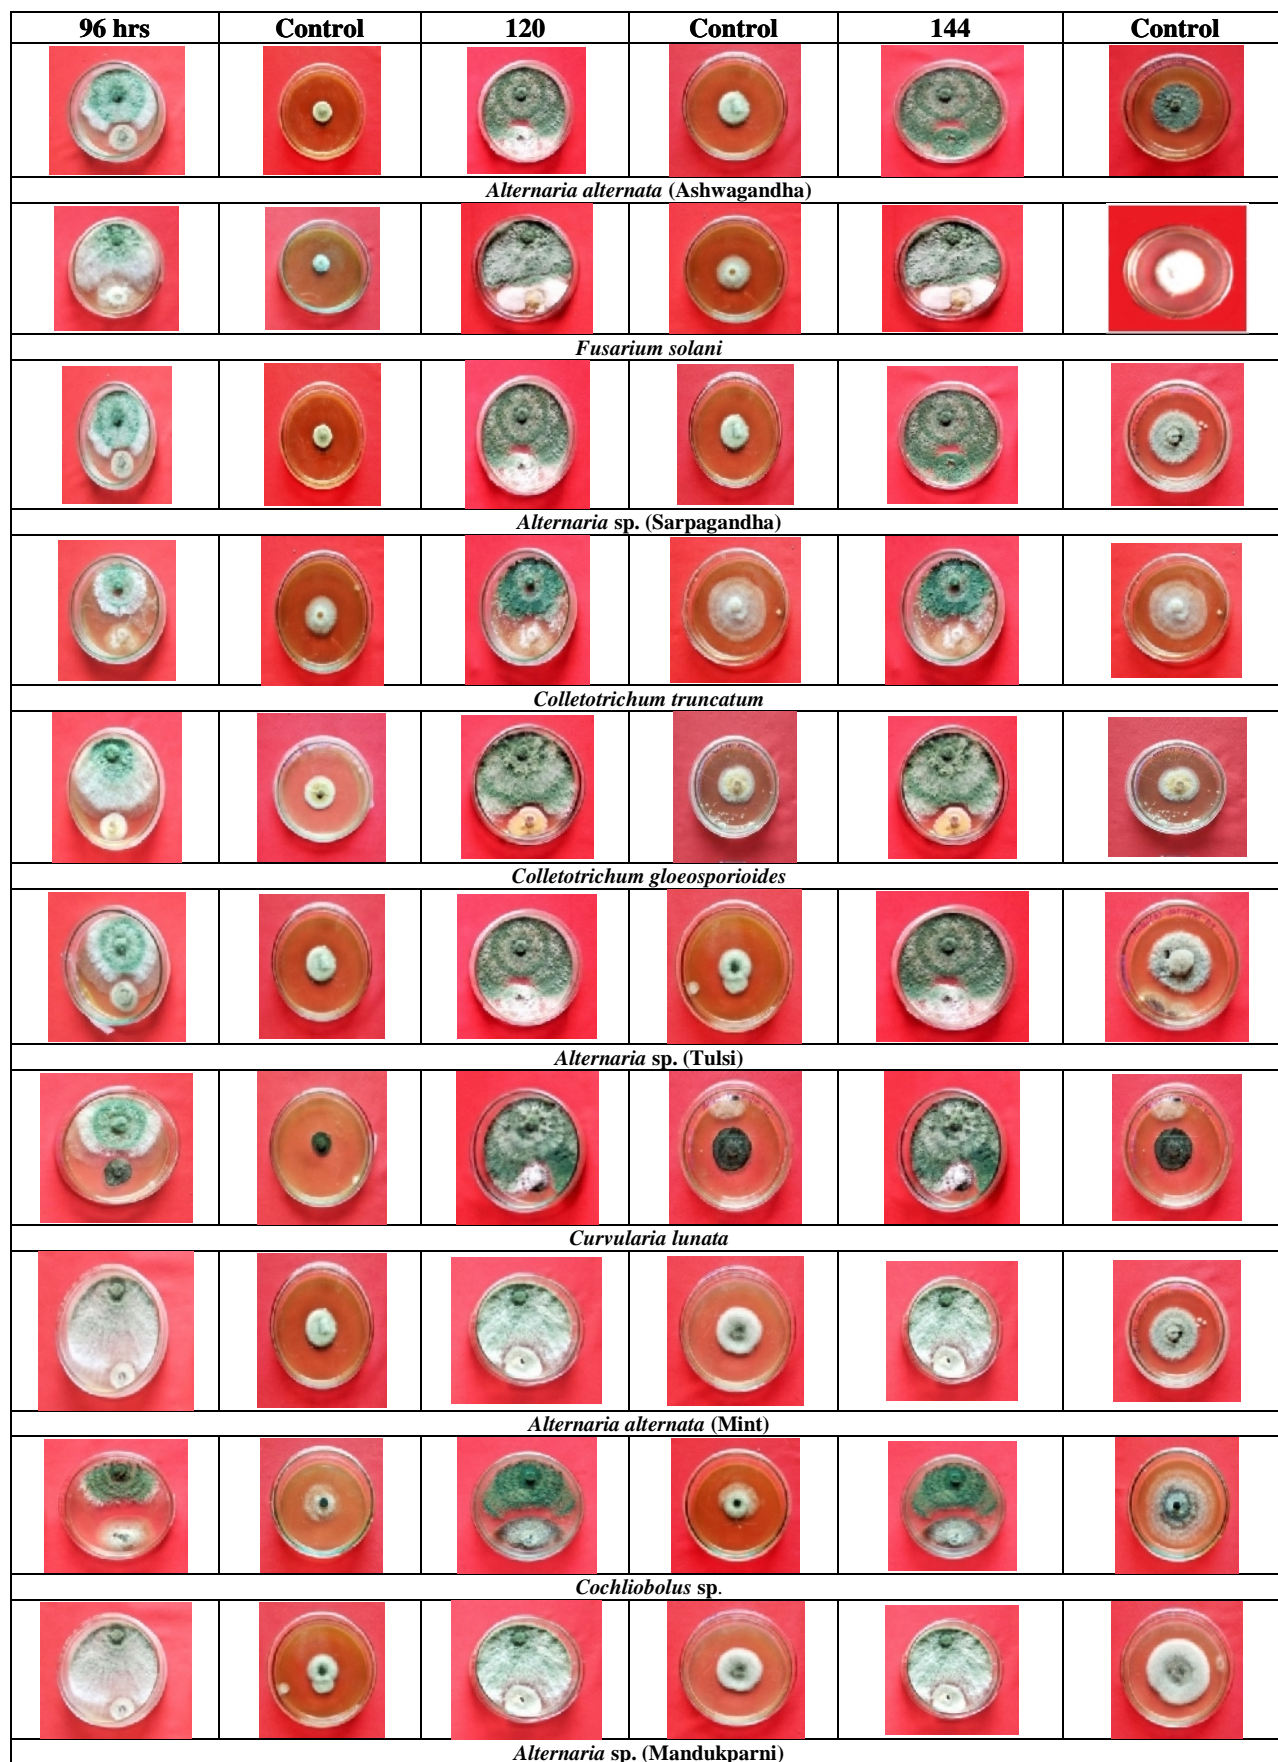 96 hrs Control 120 Control 144 Control
Alternaria alternata (Ashwagandha)
Fusarium solani
Alternaria sp. (Sarpagandha)
Colletotrichum truncatum
Colletotrichum gloeosporioides
Alternaria sp. (Tulsi)
Curvularia lunata
Alternaria alternata (Mint)
Cochliobolus sp.
Alternaria sp. (Mandukparni)